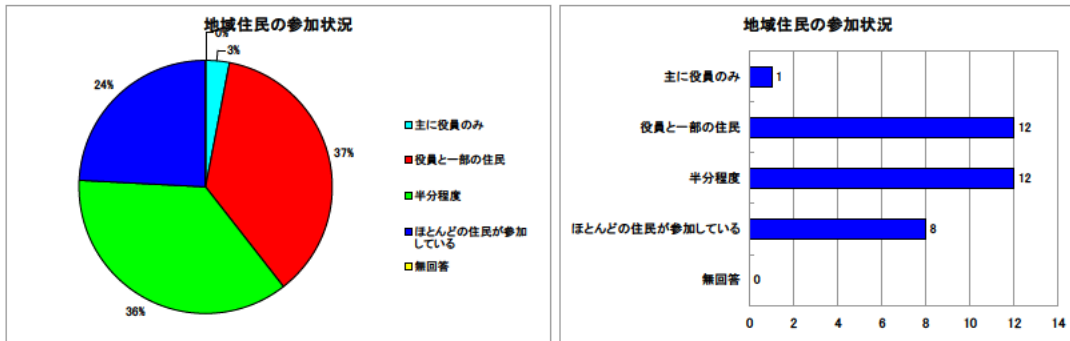 地域住民の参加状況
0%
3%
24%
37%
36%
主に役員のみ
役員と一部の住民
半分程度
ほとんどの住民が参加
している
無回答
地域住民の参加状況
主に役員のみ
1
役員と一部の住民
12
半分程度
12
ほとんどの住民が参加している
8
無回答
0
0 2 4 6 8 10 12 14